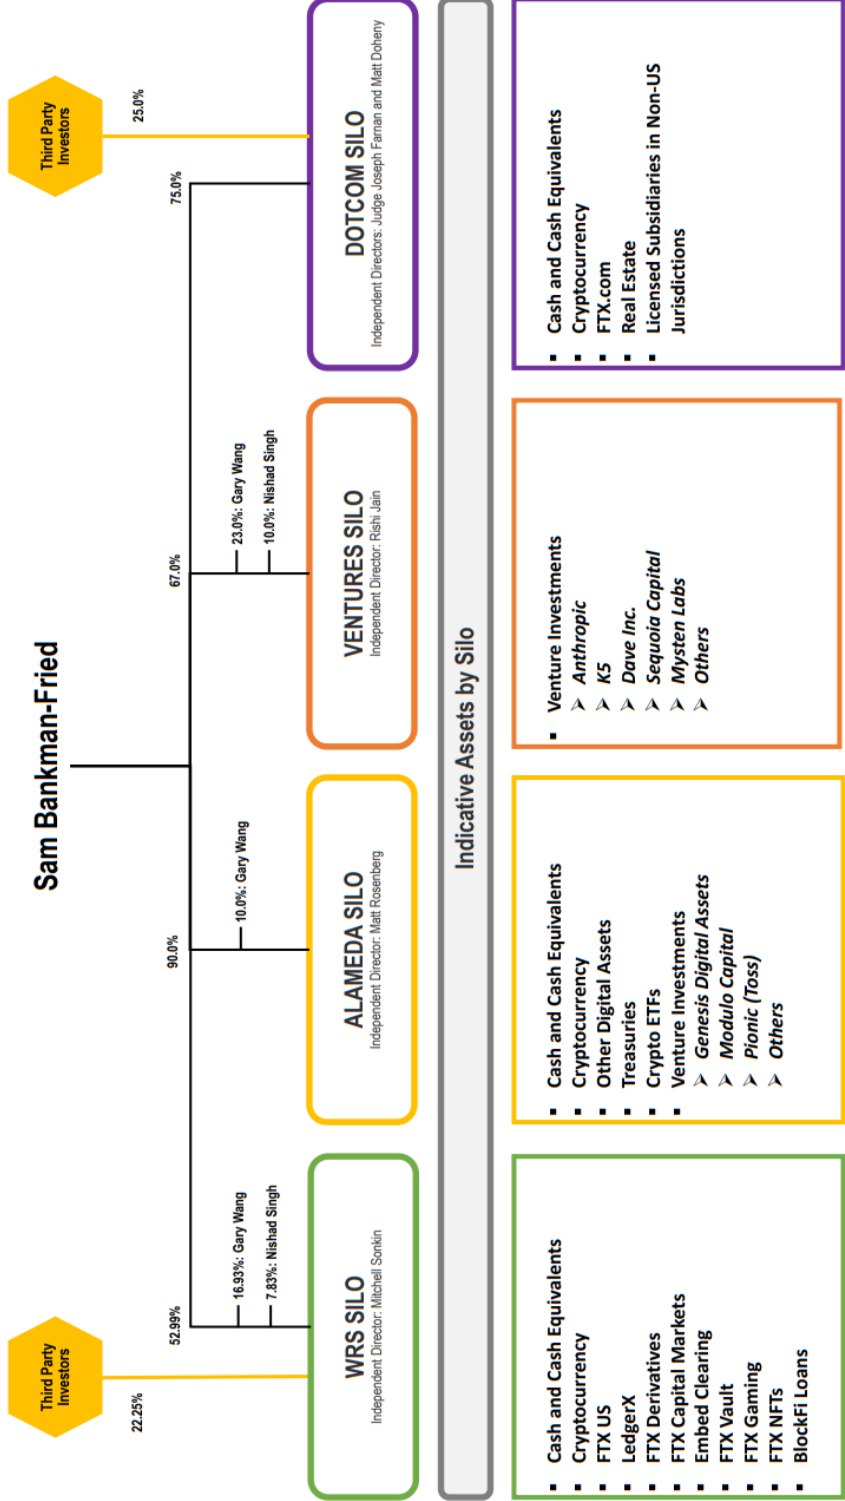 Sam Bankman-Fried
Third Party
Investors
22.25%
52.99%
16.93%: Gary Wang
7.83%: Nishad Singh
90.0%
10.0%: Gary Wang
67.0%
23.0%: Gary Wang
10.0%: Nishad Singh
75.0%
Third Party
Investors
25.0%
WRS SILO
Independent Director: Mitchell Sonkin
ALAMEDA SILO
Independent Director: Matt Rosenberg
VENTURES SILO
Independent Director: Rishi Jain
DOTCOM SILO
Independent Directors: Judge Joseph Farnan and Matt Doheny
Indicative Assets by Silo
▪ Cash and Cash Equivalents
▪ Cryptocurrency
▪ FTX US
▪ LedgerX
▪ FTX Derivatives
▪ FTX Capital Markets
▪ Embed Clearing
▪ FTX Vault
▪ FTX Gaming
▪ FTX NFTs
▪ BlockFi Loans
▪ Cash and Cash Equivalents
▪ Cryptocurrency
▪ Other Digital Assets
▪ Treasuries
▪ Crypto ETFs
▪ Venture Investments
➢ Genesis Digital Assets
➢ Modulo Capital
➢ Pionic (Toss)
➢ Others
▪ Venture Investments
➢ Anthropic
➢ K5
➢ Dave Inc.
➢ Sequoia Capital
➢ Mysten Labs
➢ Others
▪ Cash and Cash Equivalents
▪ Cryptocurrency
▪ FTX.com
▪ Real Estate
▪ Licensed Subsidiaries in Non-US
Jurisdictions